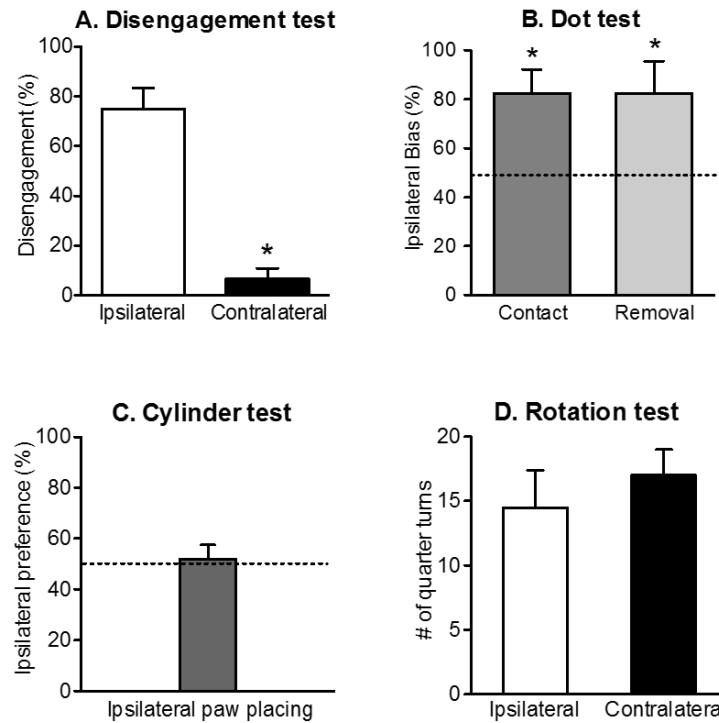 A. Disengagement test
Disengagement (%)
100
80
60
40
20
0
*
Ipsilateral Contralateral
B. Dot test
Ipsilateral Bias (%)
100
80
60
40
20
0
* *
Contact Removal
C. Cylinder test
Ipsilateral preference (%)
100
80
60
40
20
0
Ipsilateral paw placing
D. Rotation test
# of quarter turns
20
15
10
5
0
Ipsilateral Contralatera